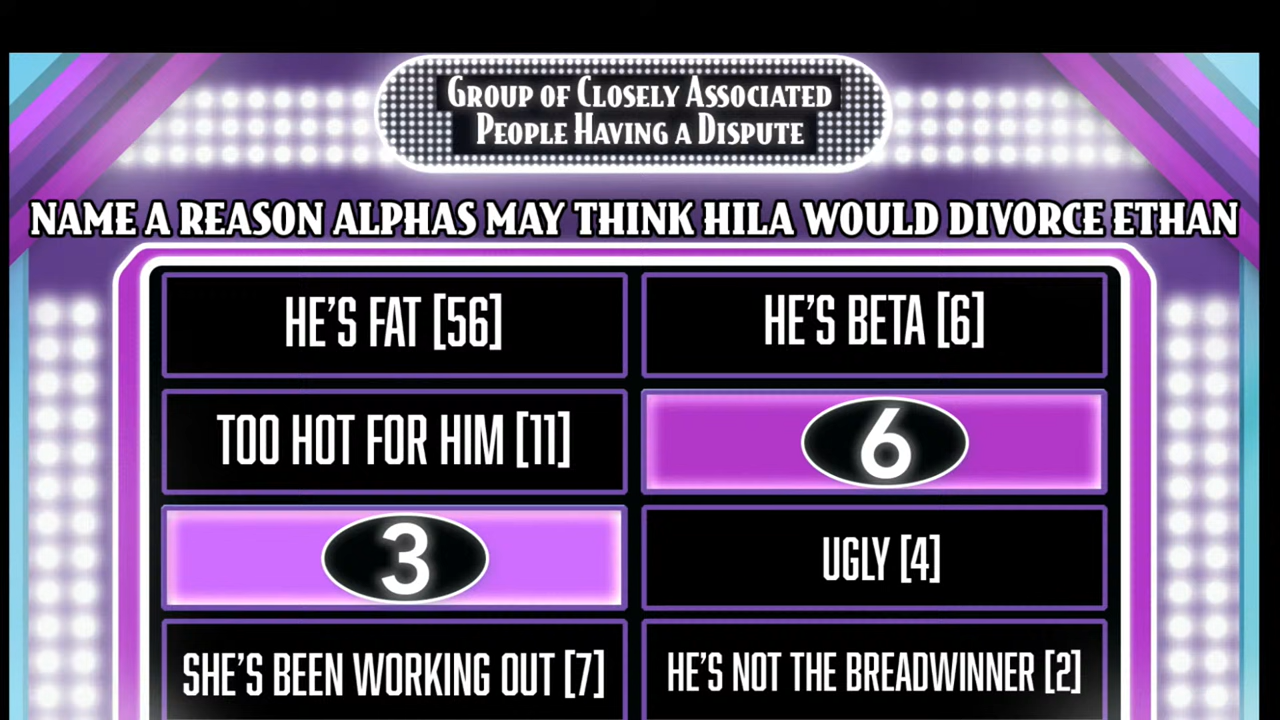 GROUP OF CLOSELY ASSOCIATED
PEOPLE HAVING A DISPUTE
NAME A REASON ALPHAS MAY THINK HILA WOULD DIVORCE ETHAN
HE'S FAT [56]
HE'S BETA [6]
TOO HOT FOR HIM [11]
6
3
UGLY [4]
SHE'S BEEN WORKING OUT [7]
HE'S NOT THE BREADWINNER [2]